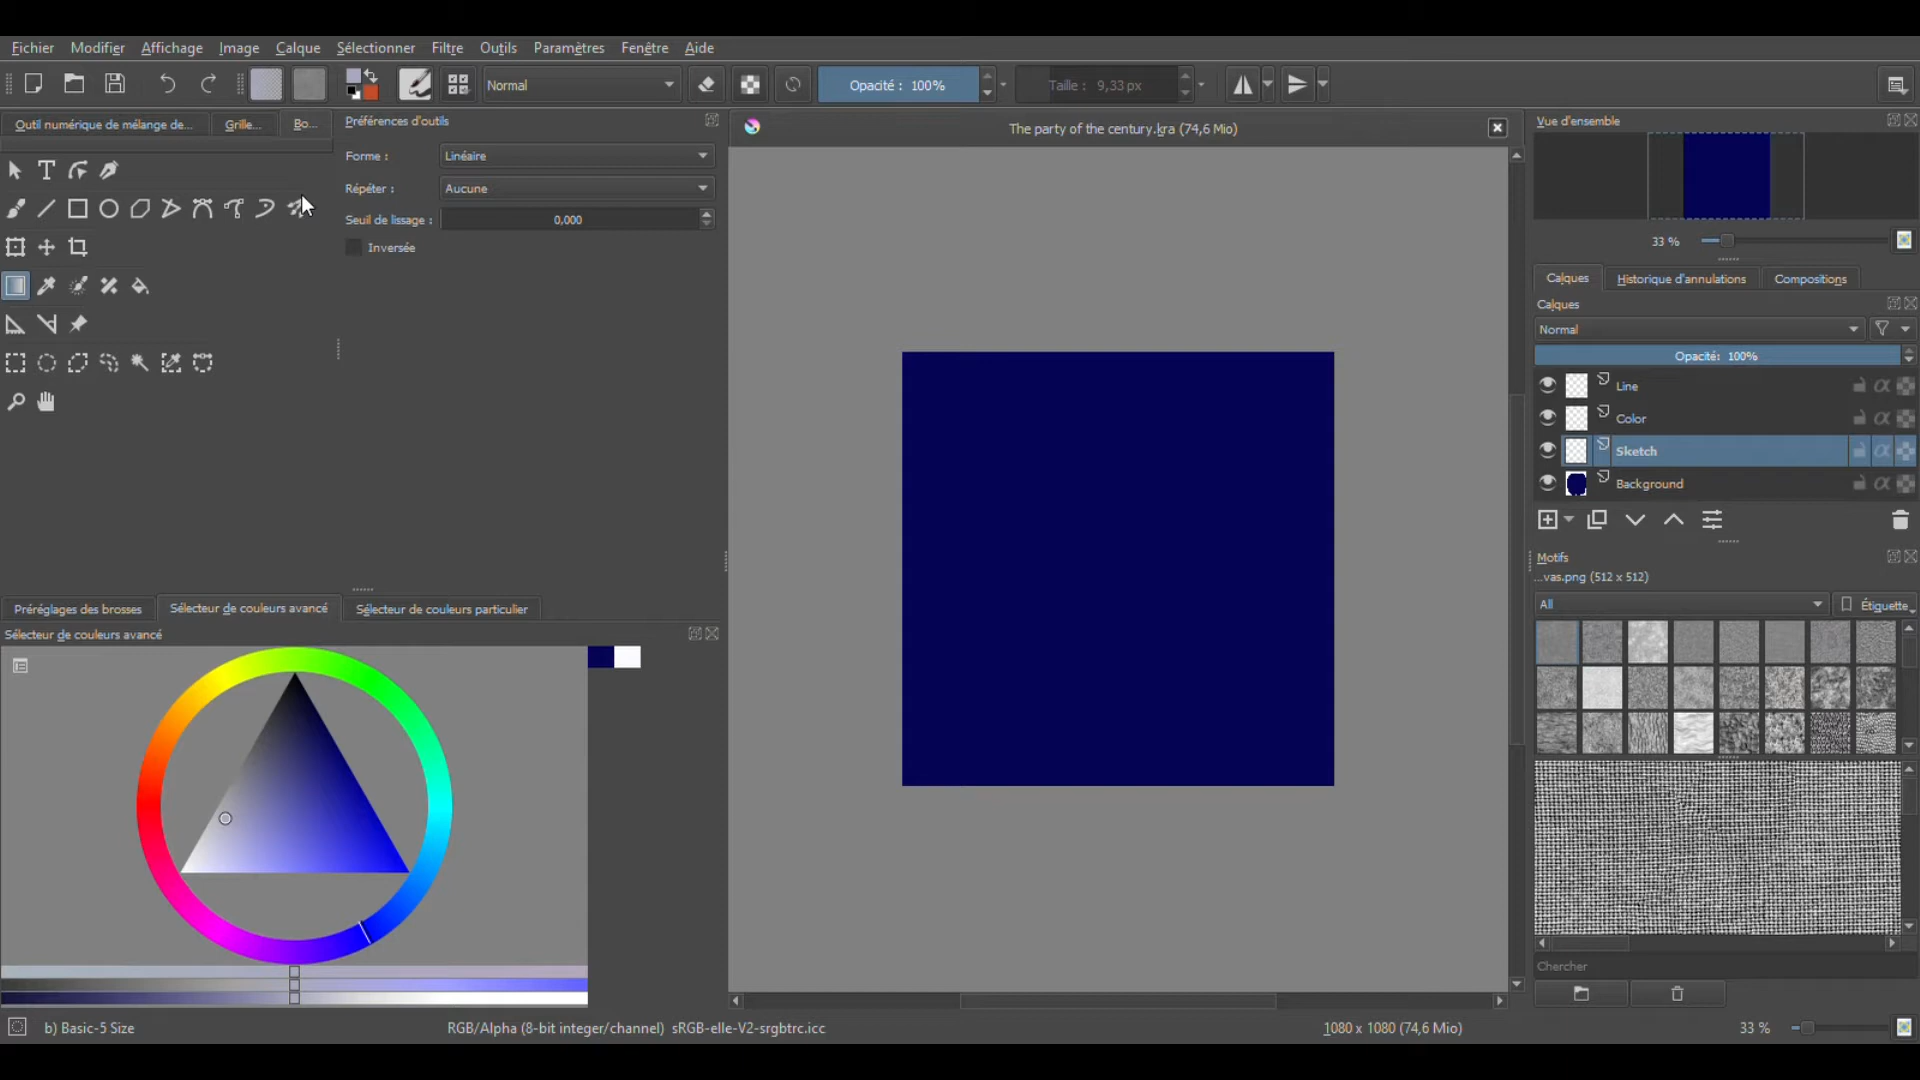 Fichier Modifier Affichage Image Calque Sélectionner Filtre Outils Paramètres Fenêtre Aide
Normal Opacité : 100% Taille : 9,33 px
Outil numérique de mélange de... Grille... Bo...
Préférences d'outils
Forme : Linéaire
Répéter : Aucune
Seuil de lissage : 0,000
Inversée
The party of the century.kra (74,6 Mio)
Vue d'ensemble
33 %
Calques Historique d'annulations Compositions
Calques
Normal
Opacité: 100%
Line
Color
Sketch
Background
Motifs
...vas.png (512 x 512)
All Étiquette
Chercher
Préréglages des brosses Sélecteur de couleurs avancé Sélecteur de couleurs particulier
Sélecteur de couleurs avancé
b) Basic-5 Size RGB/Alpha (8-bit integer/channel) sRGB-elle-V2-srgbtrc.icc 1080 x 1080 (74,6 Mio) 33 %